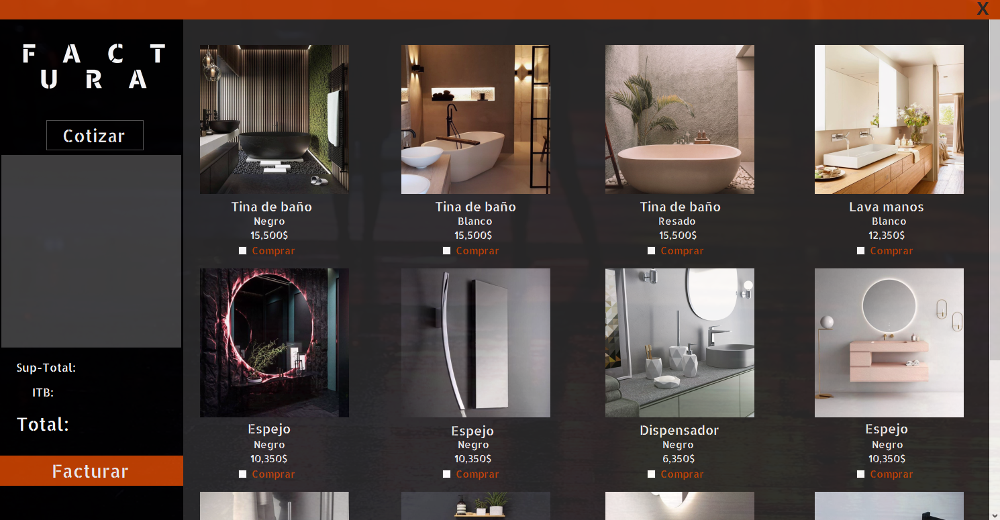 X
FACT
URA
Cotizar
Sup-Total:
ITB:
Total:
Facturar
Tina de baño
Negro
15,500$
Comprar
Tina de baño
Blanco
15,500$
Comprar
Tina de baño
Resado
15,500$
Comprar
Lava manos
Blanco
12,350$
Comprar
Espejo
Negro
10,350$
Comprar
Espejo
Negro
10,350$
Comprar
Dispensador
Negro
6,350$
Comprar
Espejo
Negro
10,350$
Comprar